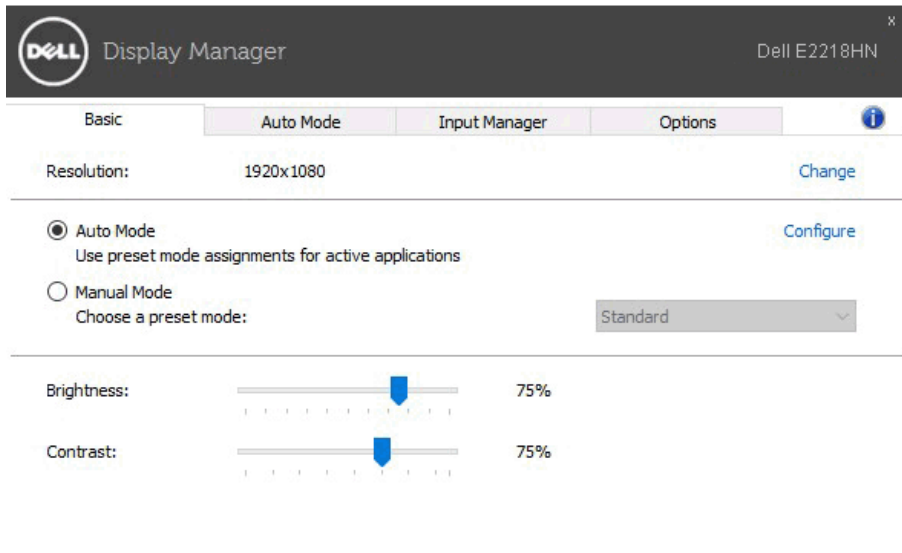 x
DELL Display Manager Dell E2218HN
Basic Auto Mode Input Manager Options i
Resolution: 1920x1080 Change
Auto Mode Configure
Use preset mode assignments for active applications
Manual Mode
Choose a preset mode: Standard
Brightness: 75%
Contrast: 75%